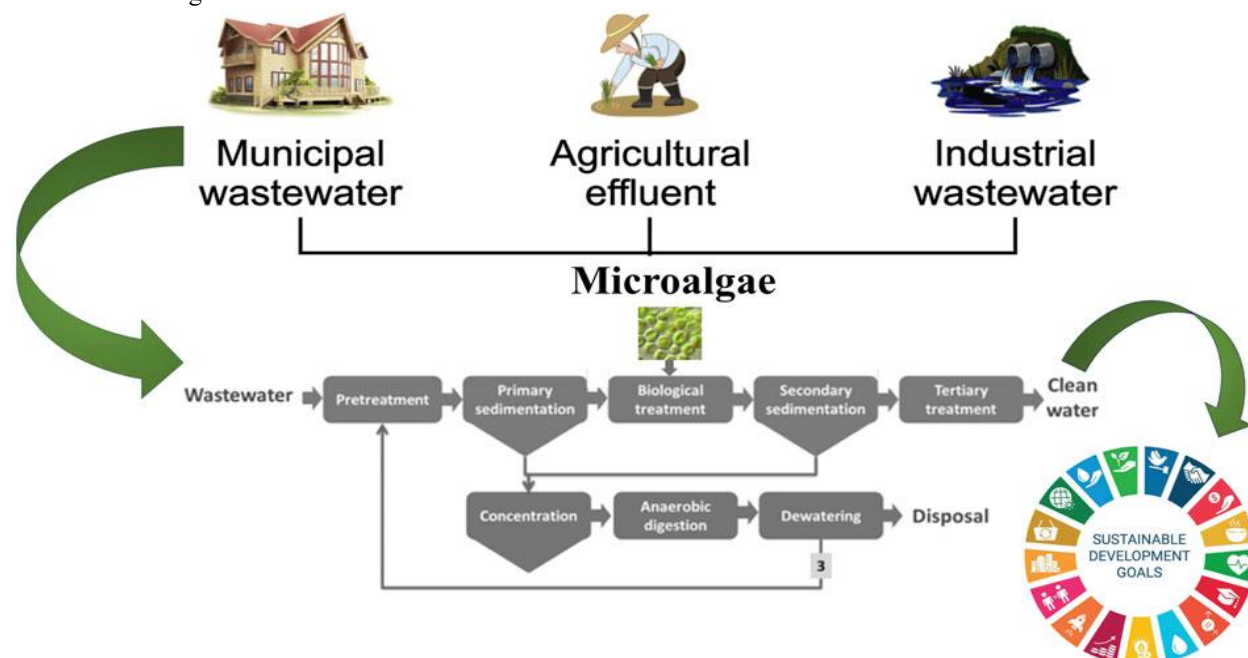 g
Municipal
wastewater
Agricultural
effluent
Industrial
wastewater
Microalgae
Wastewater
Pretreatment
Primary
sedimentation
Biological
treatment
Secondary
sedimentation
Tertiary
treatment
Clean
water
Concentration
Anaerobic
digestion
Dewatering
Disposal
3
SUSTAINABLE
DEVELOPMENT
GOALS